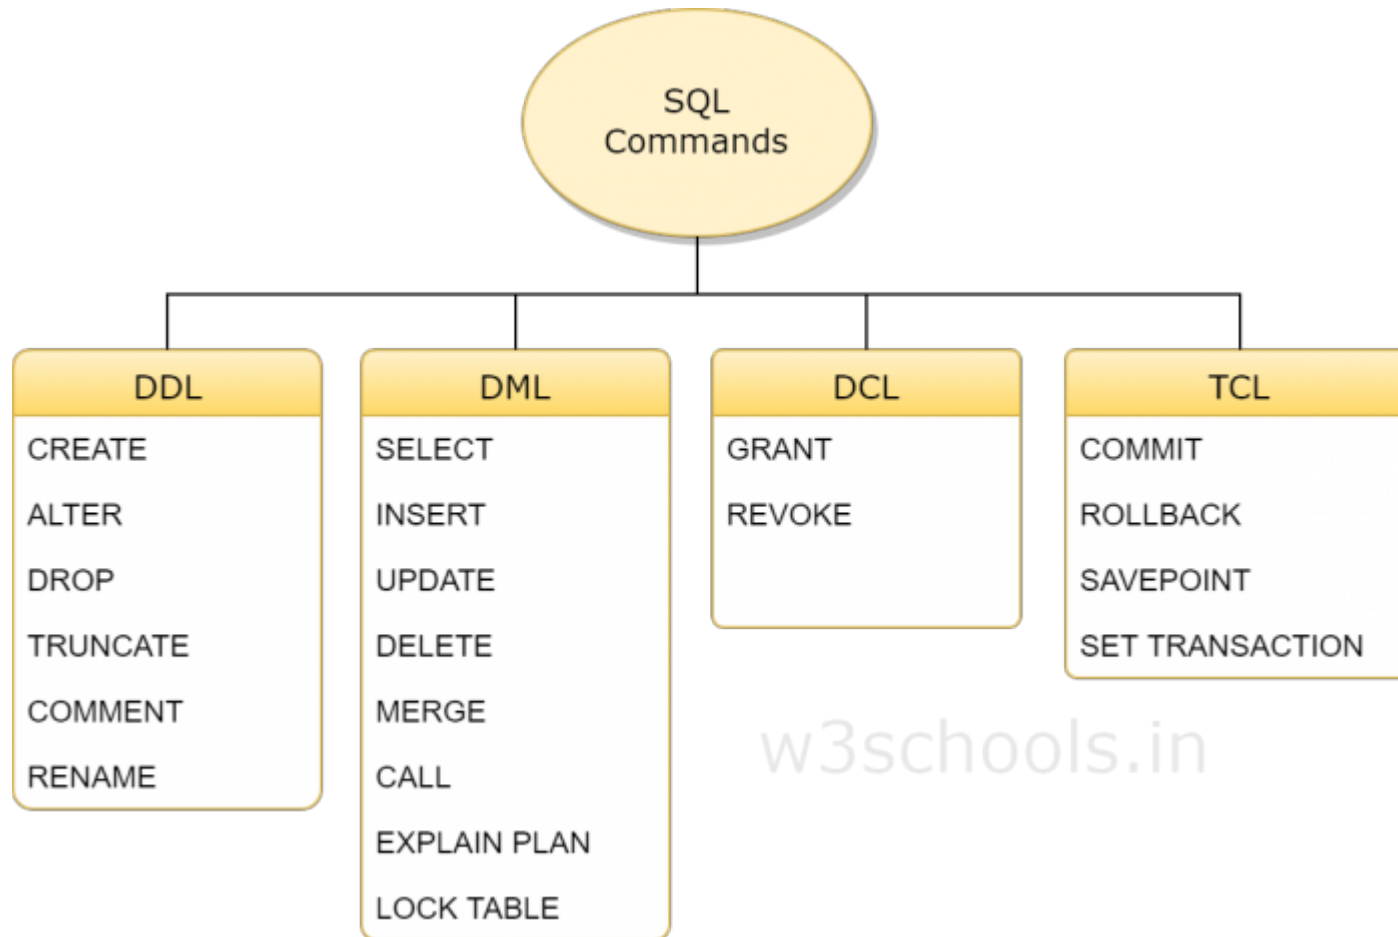 SQL
Commands
DDL
CREATE
ALTER
DROP
TRUNCATE
COMMENT
RENAME
DML
SELECT
INSERT
UPDATE
DELETE
MERGE
CALL
EXPLAIN PLAN
LOCK TABLE
DCL
GRANT
REVOKE
TCL
COMMIT
ROLLBACK
SAVEPOINT
SET TRANSACTION
w3schools.in